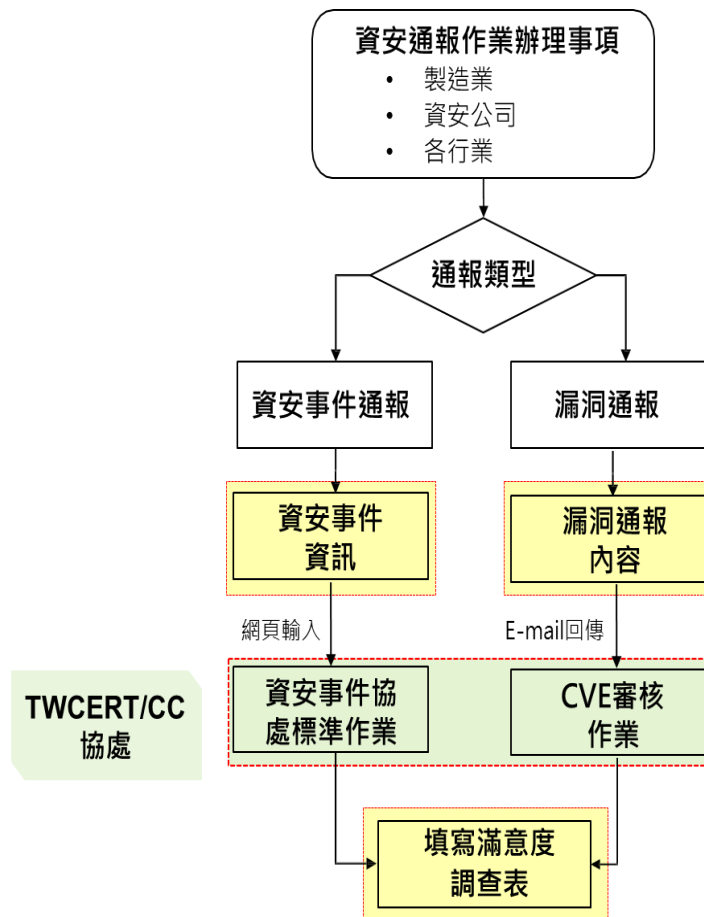 資安通報作業辦理事項
• 製造業
• 資安公司
• 各行業
通報類型
資安事件通報
漏洞通報
資安事件
資訊
漏洞通報
內容
網頁輸入
E-mail回傳
TWCERT/CC
協處
資安事件協
處標準作業
CVE審核
作業
填寫滿意度
調查表